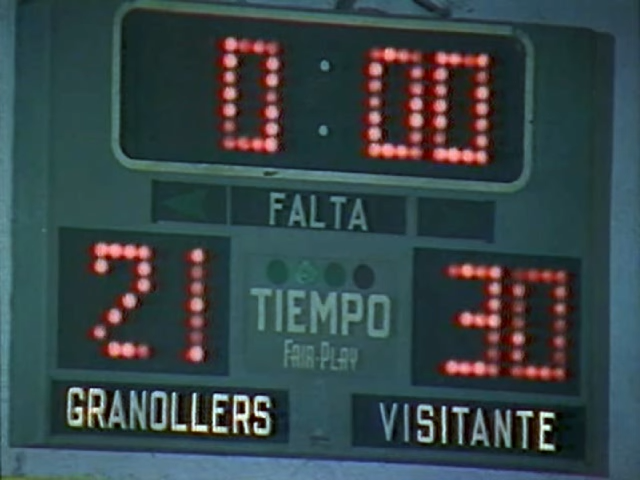 0:00
FALTA
21 TIEMPO 30
FAIR-PLAY
GRANOLLERS VISITANTE